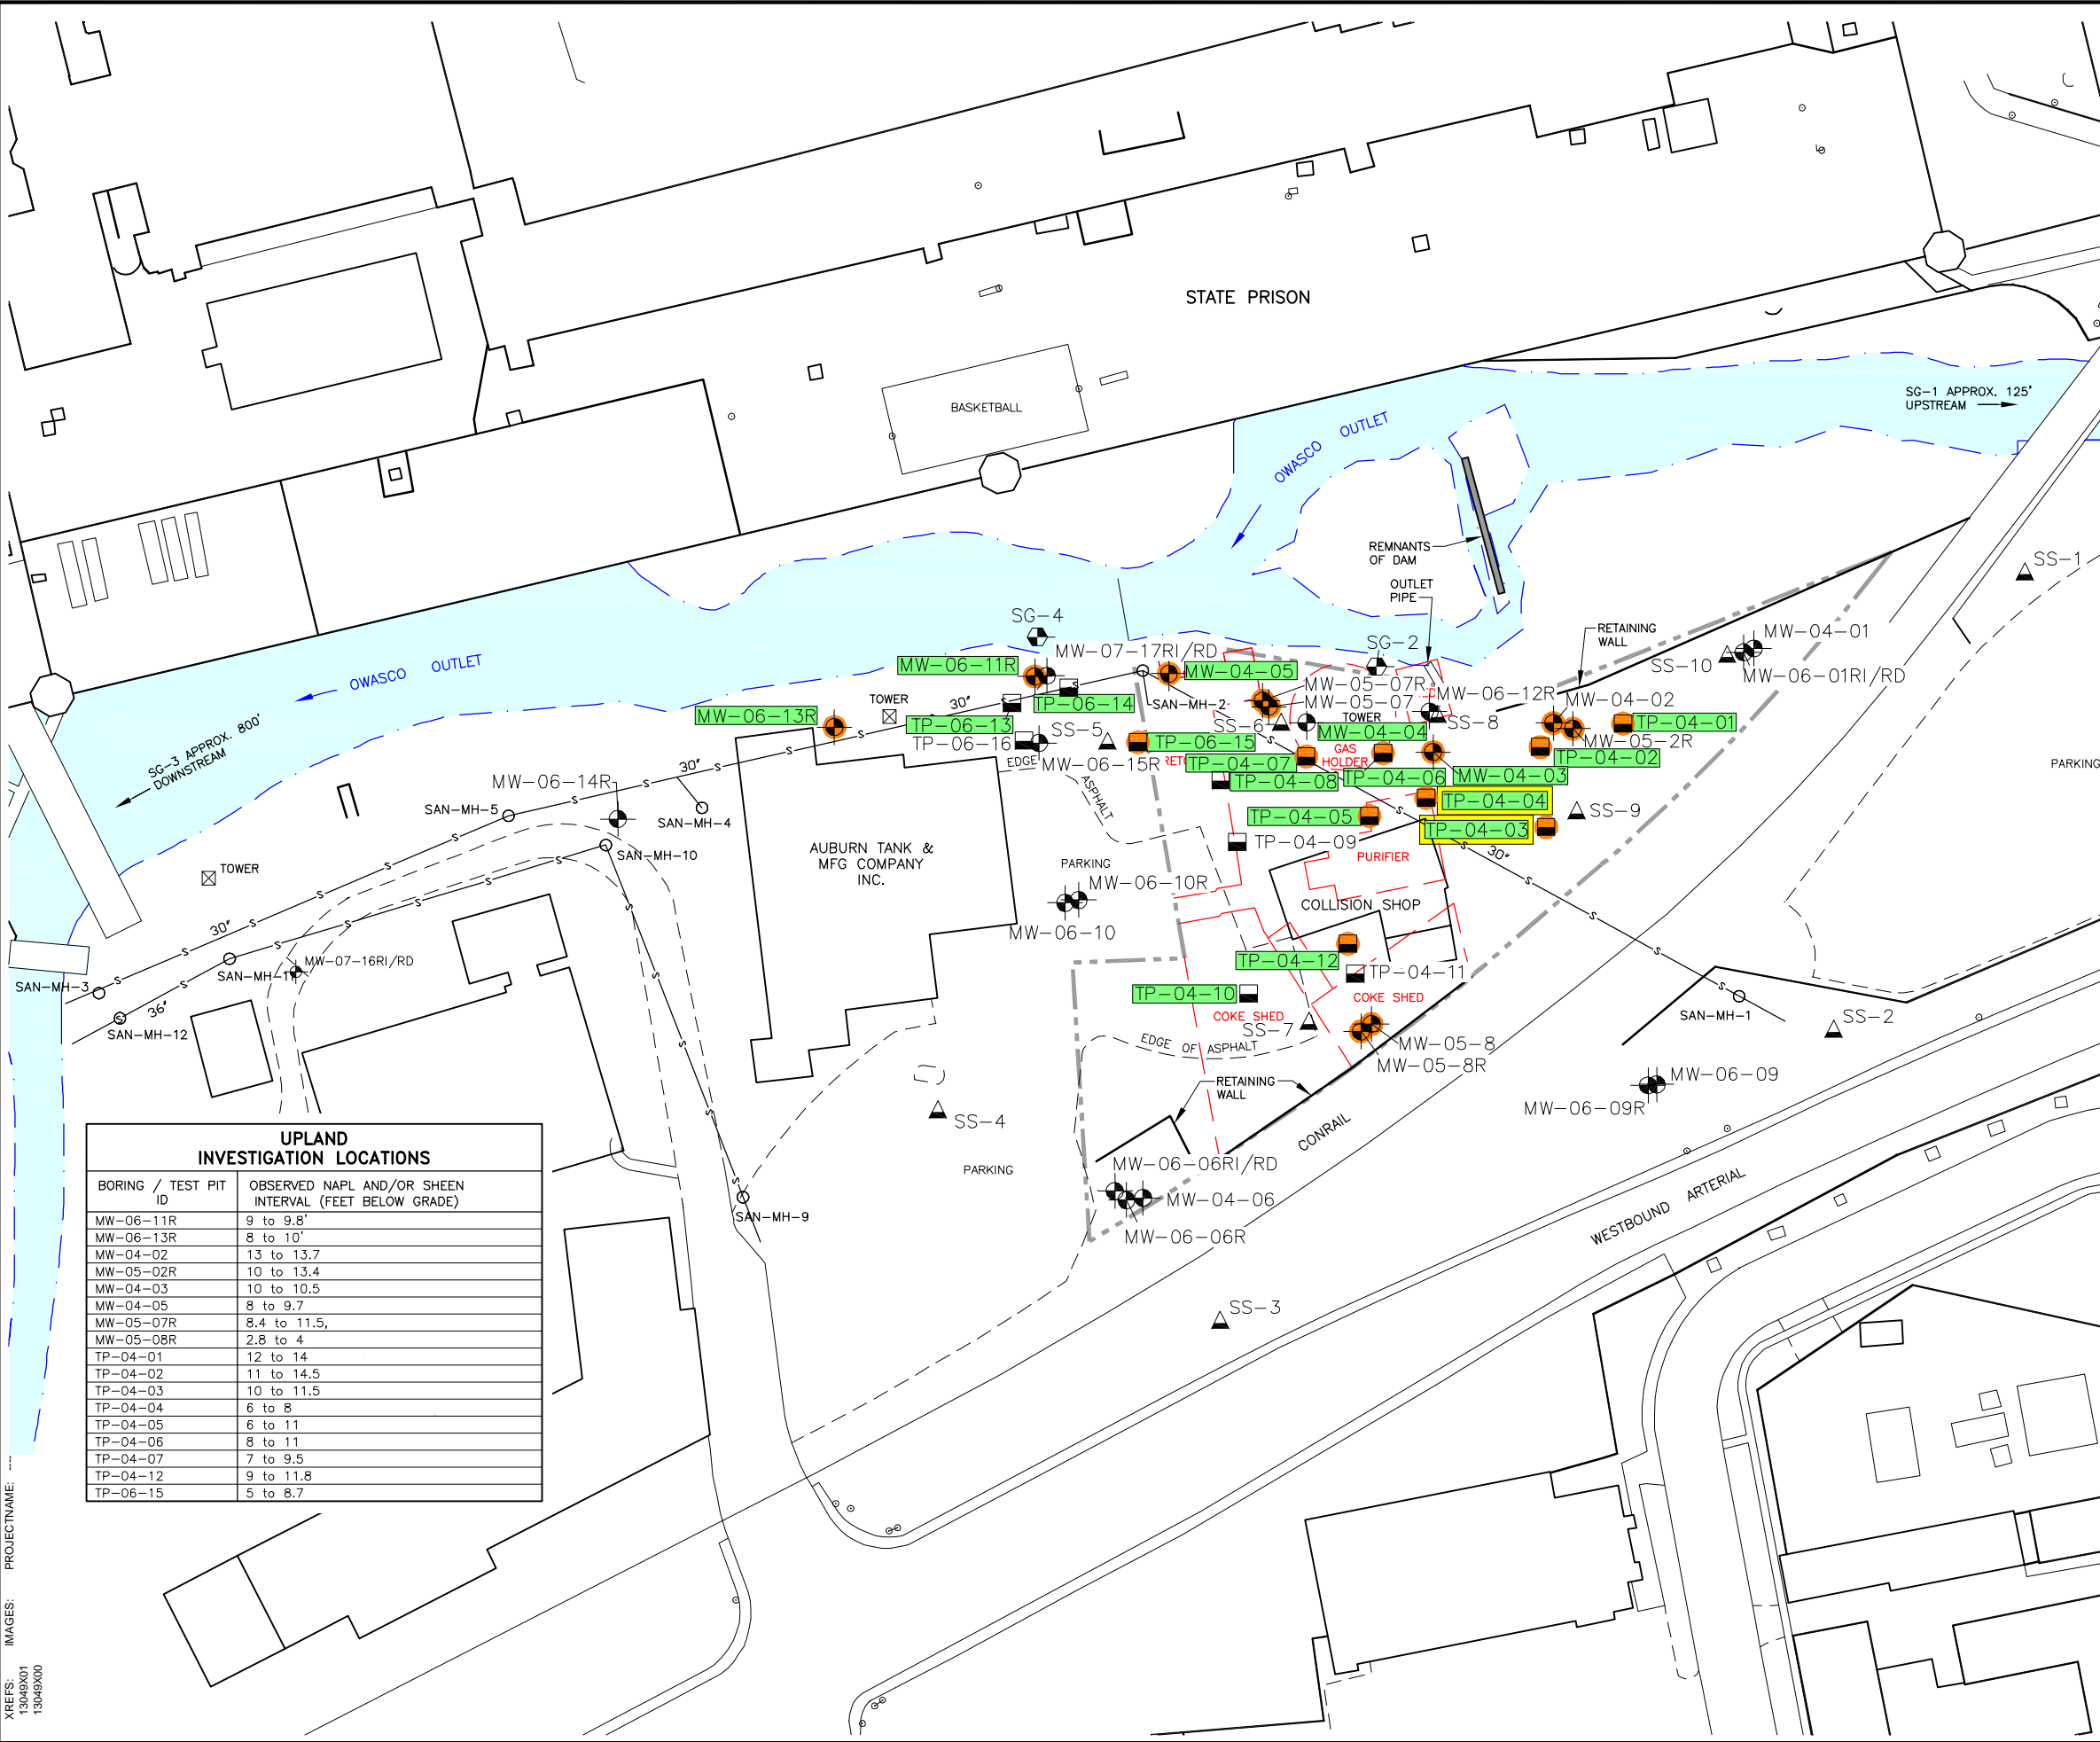 STATE PRISON
BASKETBALL
SG-1 APPROX. 125'
UPSTREAM
OWASCO OUTLET
REMNANTS
OF DAM
OUTLET
PIPE
SS-1
RETAINING
WALL
SG-4
MW-07-17RI/RD
SG-2
MW-04-01
SS-10
MW-06-01RI/RD
OWASCO OUTLET
MW-06-11R
MW-04-05
MW-05-07R
MW-06-12R
MW-04-02
TOWER
30"
TP-06-14
SAN-MH-2
MW-05-07
MW-06-13R
TP-06-13
SS-6
TOWER
SS-8
TP-04-01
TP-06-16
SS-5
TP-06-15
MW-04-04
MW-05-2R
SG-3 APPROX. 800'
DOWNSTREAM
30"
EDGE
MW-06-15R
TP-04-07
GAS
HOLDER
TP-04-02
PARKING
MW-06-14R
ASPHALT
TP-04-08
TP-04-06
MW-04-03
SAN-MH-5
SAN-MH-4
TP-04-05
TP-04-04
SS-9
TP-04-03
AUBURN TANK &
MFG COMPANY
INC.
SAN-MH-10
TP-04-09
30"
PARKING
PURIFIER
TOWER
MW-06-10R
COLLISION SHOP
30"
MW-06-10
SAN-MH-11
MW-07-16RI/RD
TP-04-12
TP-04-11
SAN-MH-3
36"
TP-04-10
COKE SHED
COKE SHED
SAN-MH-1
SAN-MH-12
SS-7
SS-2
EDGE OF ASPHALT
MW-05-8
MW-05-8R
RETAINING
WALL
MW-06-09
MW-06-09R
SS-4
CONRAIL
PARKING
MW-06-06RI/RD
MW-04-06
MW-06-06R
SAN-MH-9
WESTBOUND ARTERIAL
SS-3
UPLAND
INVESTIGATION LOCATIONS
BORING / TEST PIT
ID
OBSERVED NAPL AND/OR SHEEN
INTERVAL (FEET BELOW GRADE)
MW-06-11R 9 to 9.8'
MW-06-13R 8 to 10'
MW-04-02 13 to 13.7
MW-05-02R 10 to 13.4
MW-04-03 10 to 10.5
MW-04-05 8 to 9.7
MW-05-07R 8.4 to 11.5,
MW-05-08R 2.8 to 4
TP-04-01 12 to 14
TP-04-02 11 to 14.5
TP-04-03 10 to 11.5
TP-04-04 6 to 8
TP-04-05 6 to 11
TP-04-06 8 to 11
TP-04-07 7 to 9.5
TP-04-12 9 to 11.8
TP-06-15 5 to 8.7
XREFS: IMAGES: PROJECTNAME: ----
13049X01
13049X00